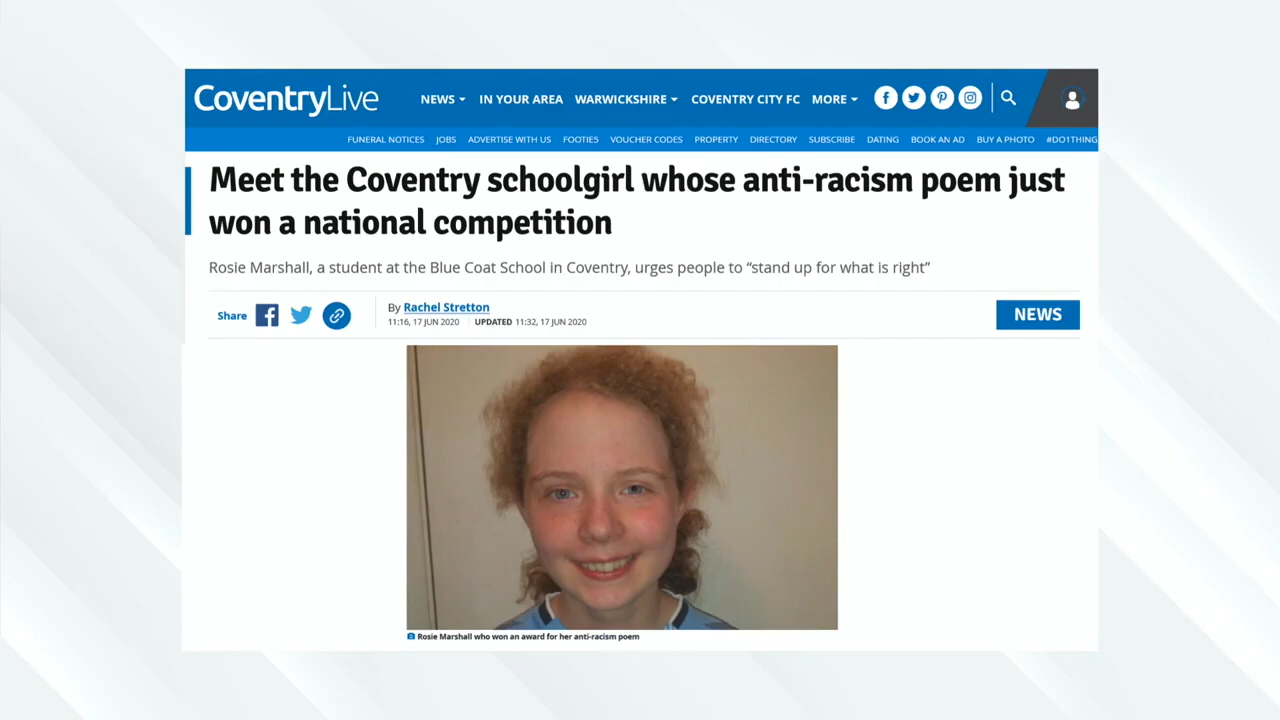 CoventryLive
NEWS IN YOUR AREA WARWICKSHIRE COVENTRY CITY FC MORE
FUNERAL NOTICES JOBS ADVERTISE WITH US FOOTIES VOUCHER CODES PROPERTY DIRECTORY SUBSCRIBE DATING BOOK AN AD BUY A PHOTO #DO1THING
Meet the Coventry schoolgirl whose anti-racism poem just
won a national competition
Rosie Marshall, a student at the Blue Coat School in Coventry, urges people to “stand up for what is right”
Share
By Rachel Stretton
11:16, 17 JUN 2020 UPDATED 11:32, 17 JUN 2020
NEWS
Rosie Marshall who won an award for her anti-racism poem